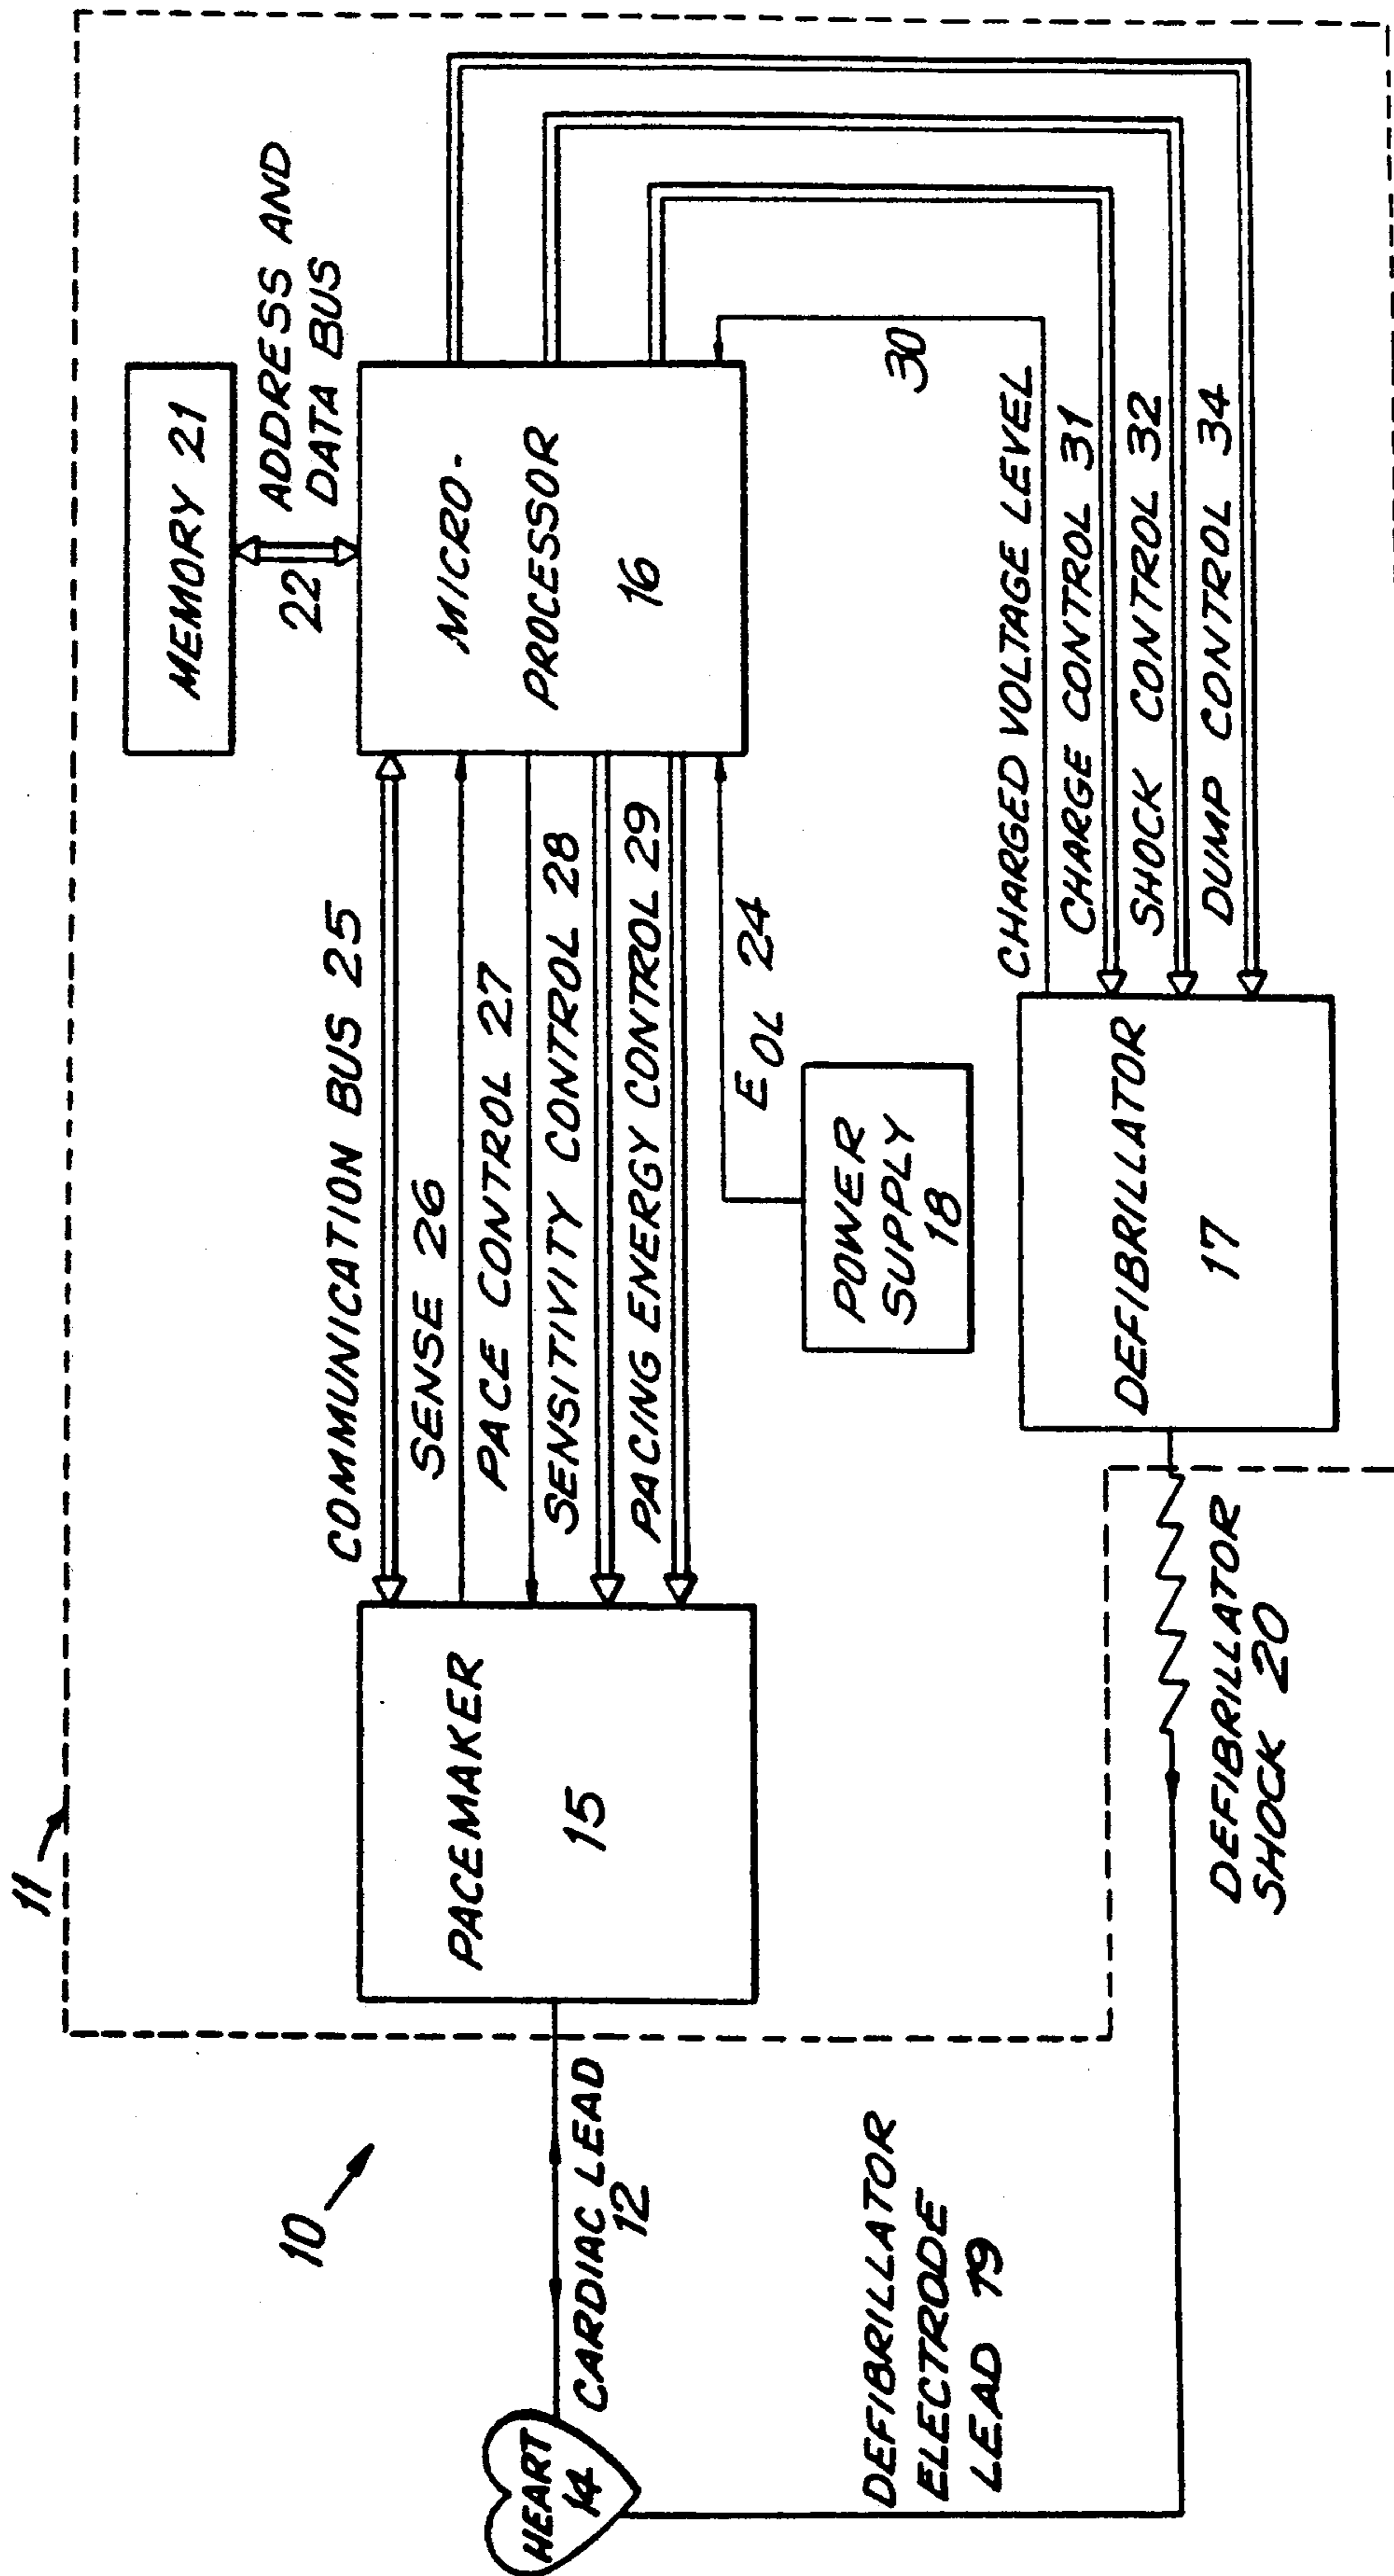 11
10
HEART
14
CARDIAC LEAD
12
PACEMAKER
15
COMMUNICATION BUS 25
SENSE 26
PACE CONTROL 27
SENSITIVITY CONTROL 28
PACING ENERGY CONTROL 29
MEMORY 21
22
ADDRESS AND
DATA BUS
MICRO-
PROCESSOR
16
EOL 24
POWER
SUPPLY
18
30
CHARGED VOLTAGE LEVEL
CHARGE CONTROL 31
SHOCK CONTROL 32
DUMP CONTROL 34
DEFIBRILLATOR
17
DEFIBRILLATOR
SHOCK 20
DEFIBRILLATOR
ELECTRODE
LEAD 19